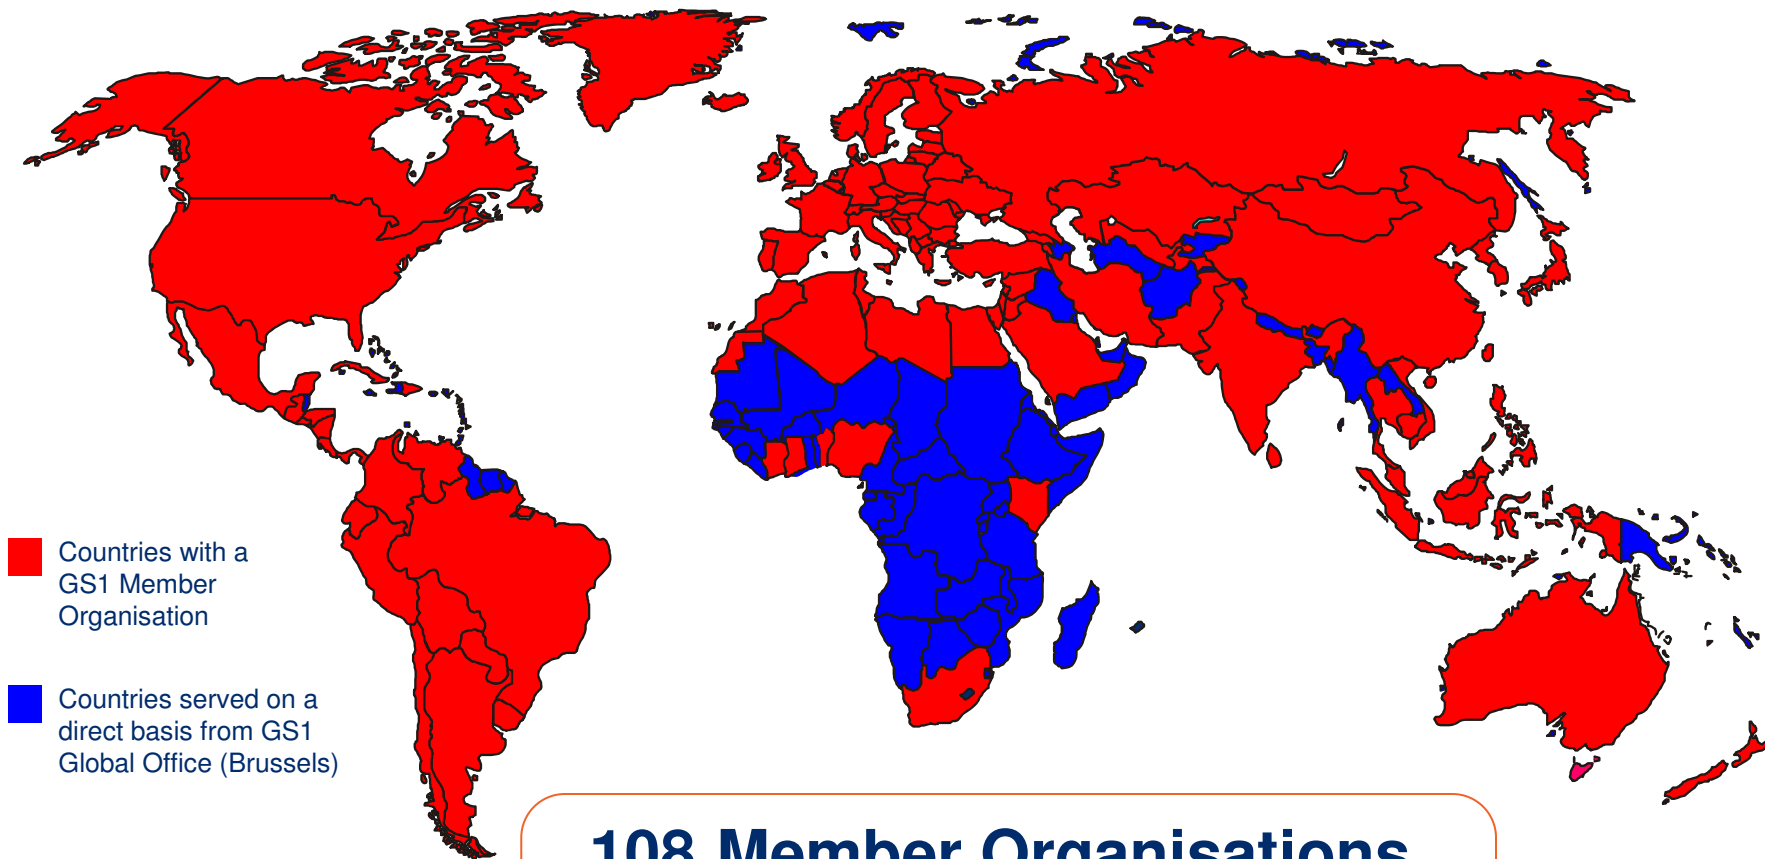 Countries with a
GS1 Member
Organisation
Countries served on a
direct basis from GS1
Global Office (Brussels)
108 Member Organisations